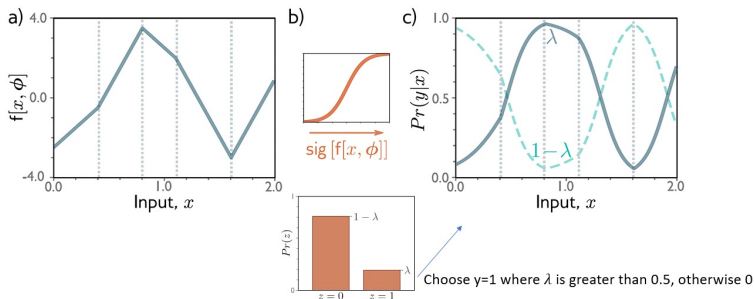 a)
4.0
0.0
-4.0
f[x, ϕ]
0.0
1.0
2.0
Input, x
b)
sig [f[x, ϕ]]
c)
1.0
0.5
0.0
Pr(y|x)
λ
1−λ
0.0
1.0
2.0
Input, x
1
0
Pr(z)
1 − λ
λ
z = 0
z = 1
Choose y=1 where λ is greater than 0.5, otherwise 0